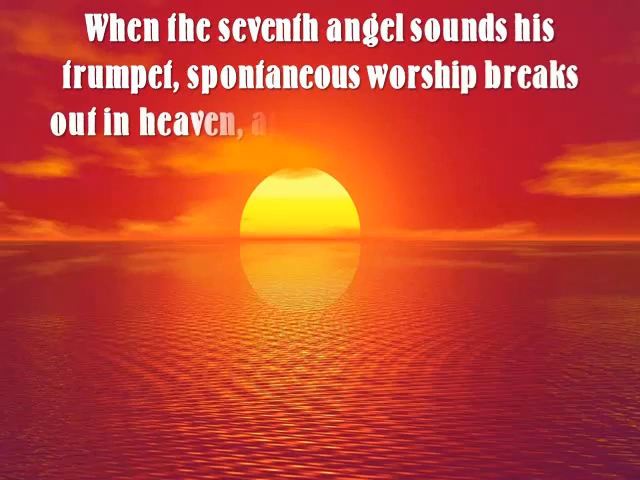 When the seventh angel sounds his
trumpet, spontaneous worship breaks
out in heaven,